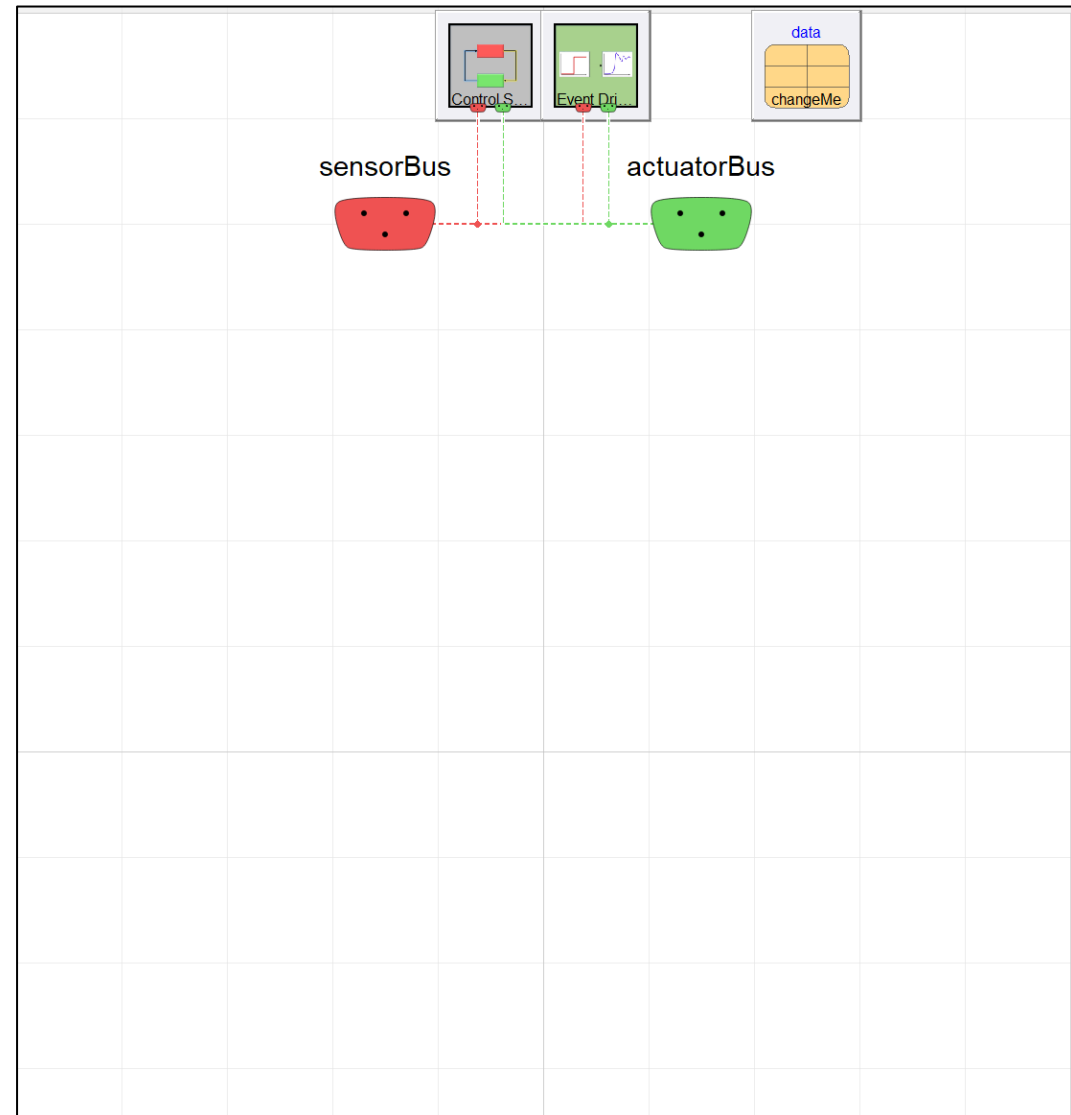 data
Control S...
Event Dri...
changeMe
sensorBus
actuatorBus